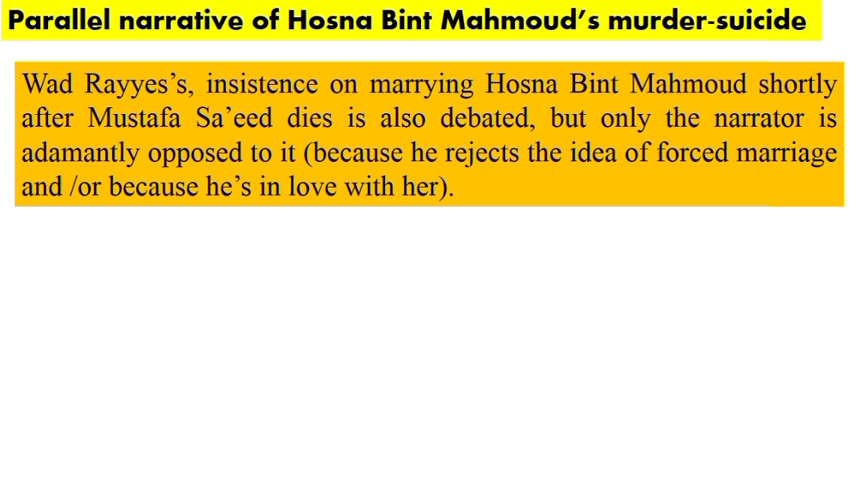 Parallel narrative of Hosna Bint Mahmoud's murder-suicide
Wad Rayyes's, insistence on marrying Hosna Bint Mahmoud shortly
after Mustafa Sa'eed dies is also debated, but only the narrator is
adamantly opposed to it (because he rejects the idea of forced marriage
and /or because he's in love with her).